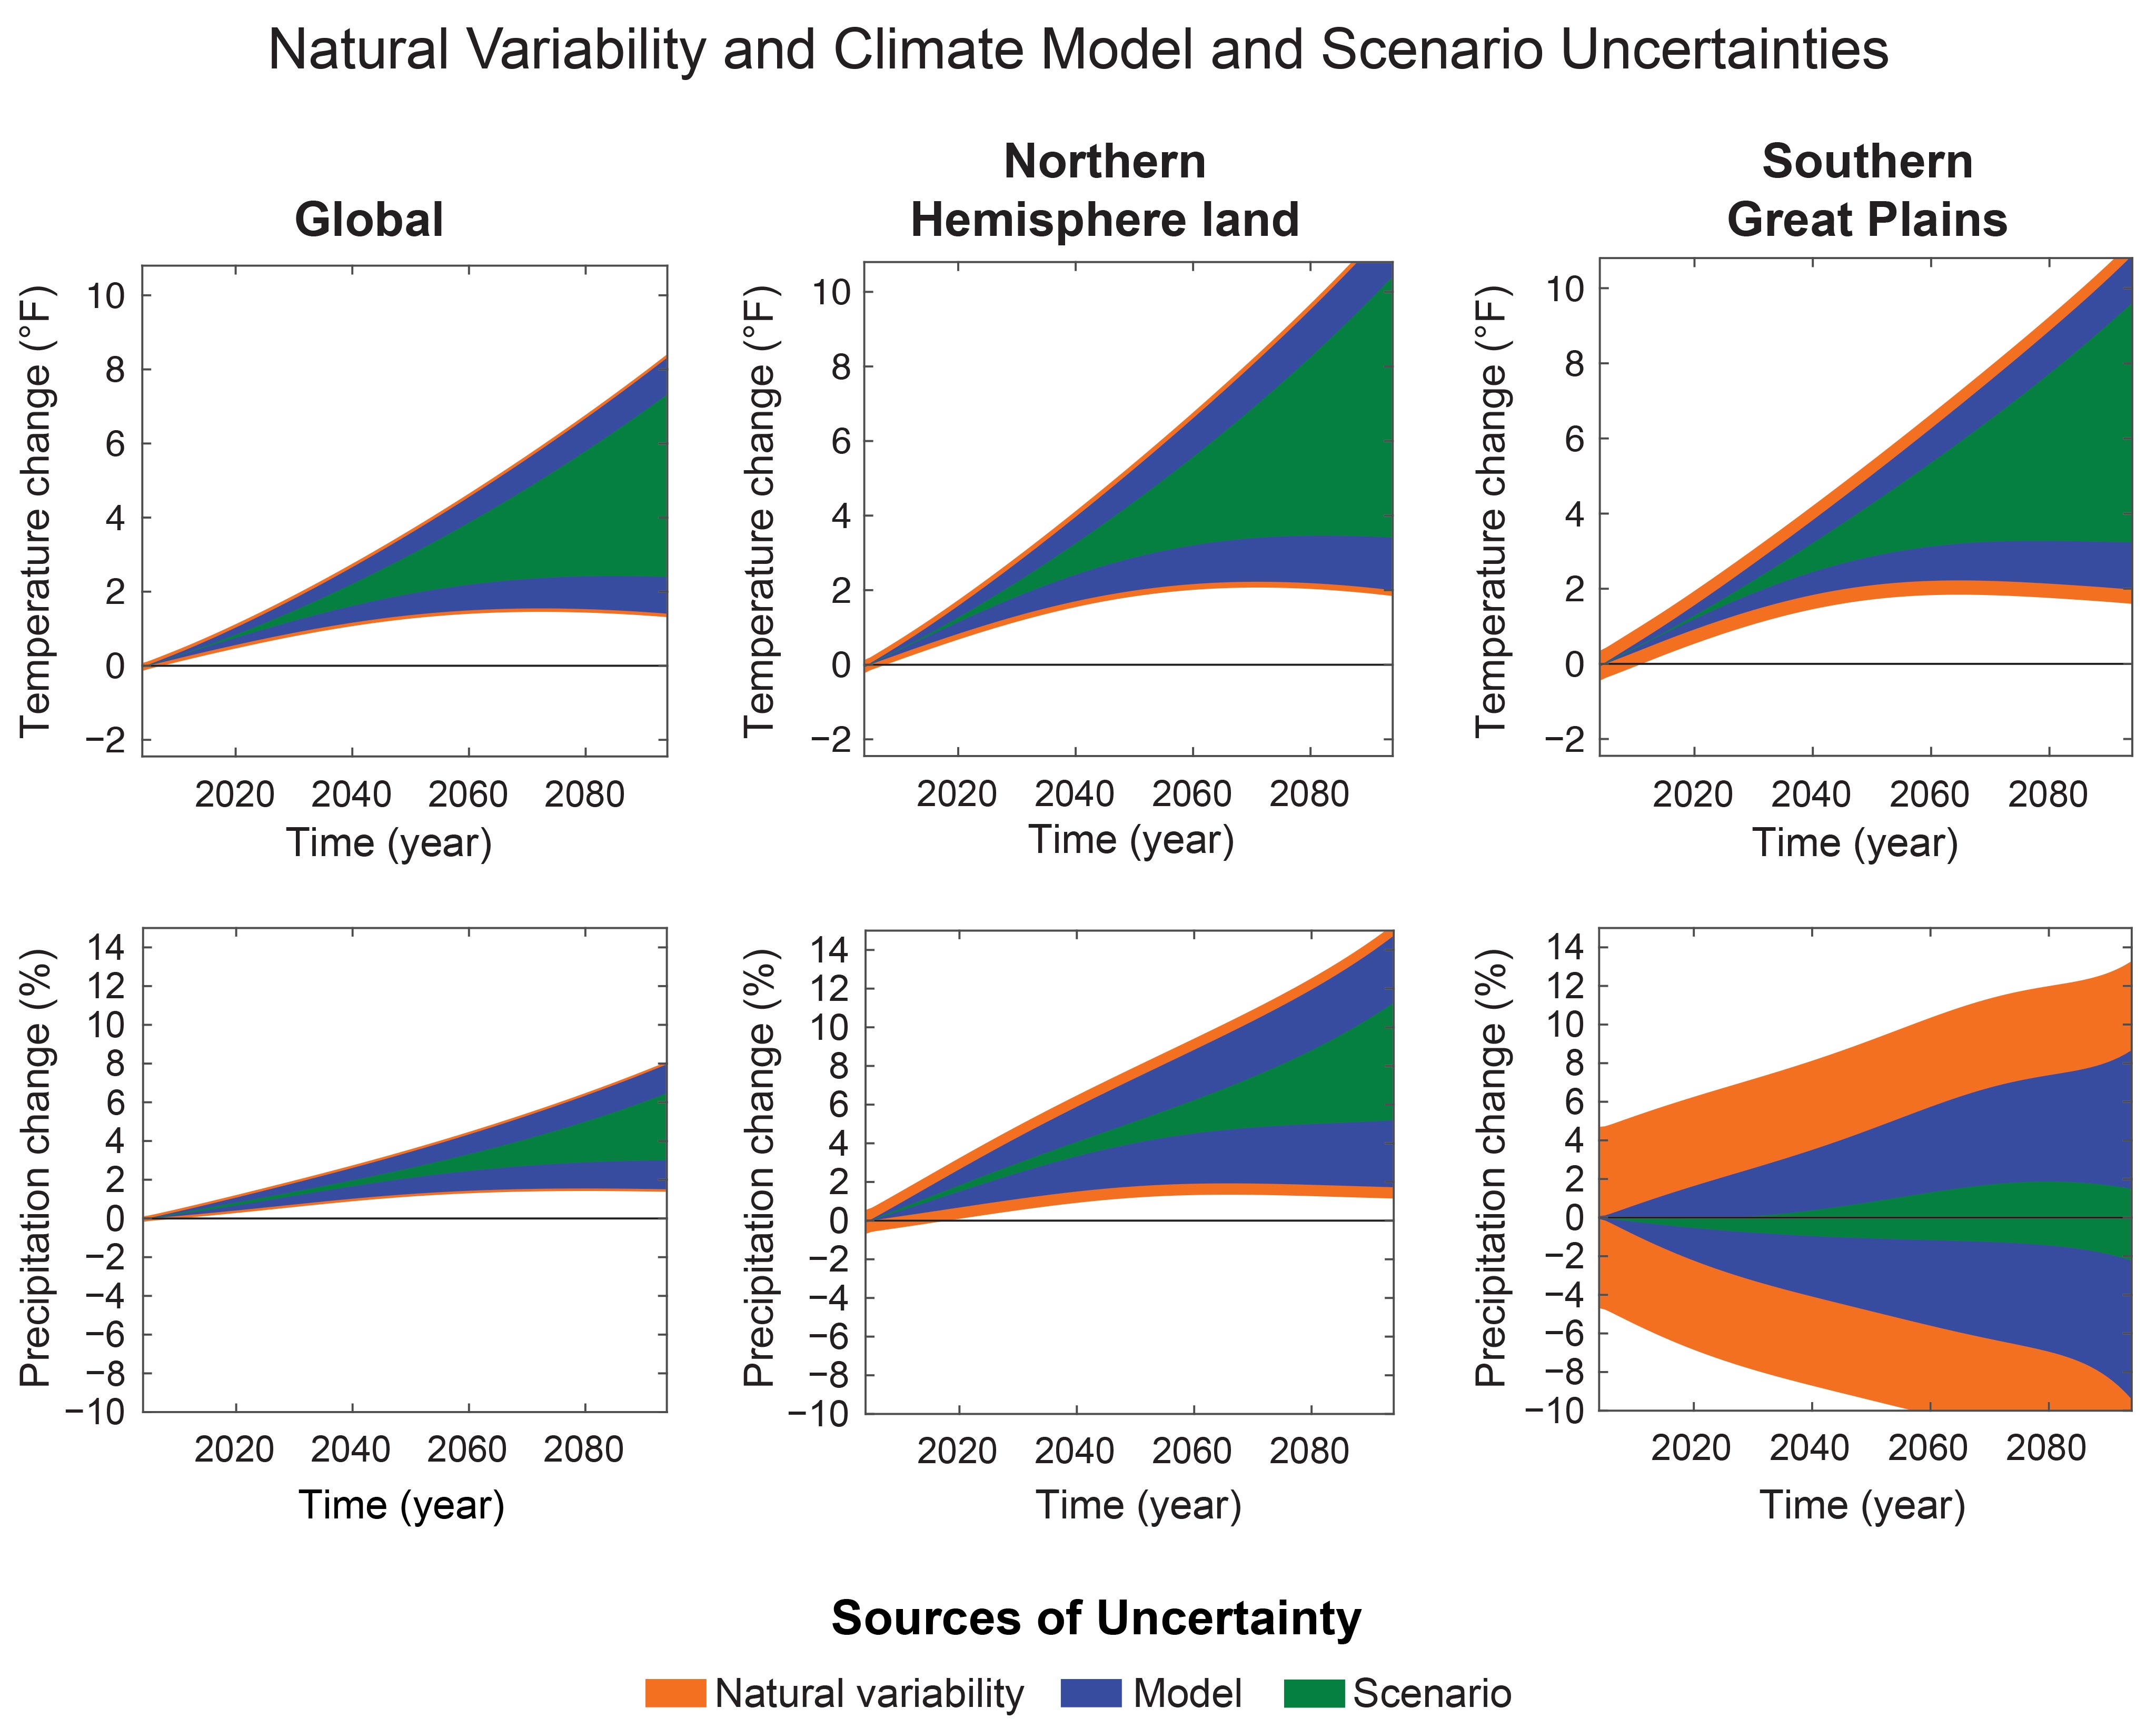 Natural Variability and Climate Model and Scenario Uncertainties
Global
Northern
Hemisphere land
Southern
Great Plains
Temperature change (°F)
10
8
6
4
2
0
−2
2020 2040 2060 2080
Time (year)
Temperature change (°F)
10
8
6
4
2
0
−2
2020 2040 2060 2080
Time (year)
Temperature change (°F)
10
8
6
4
2
0
−2
2020 2040 2060 2080
Time (year)
Precipitation change (%)
14
12
10
8
6
4
2
0
−2
−4
−6
−8
−10
2020 2040 2060 2080
Time (year)
Precipitation change (%)
14
12
10
8
6
4
2
0
−2
−4
−6
−8
−10
2020 2040 2060 2080
Time (year)
Precipitation change (%)
14
12
10
8
6
4
2
0
−2
−4
−6
−8
−10
2020 2040 2060 2080
Time (year)
Sources of Uncertainty
Natural variability Model Scenario